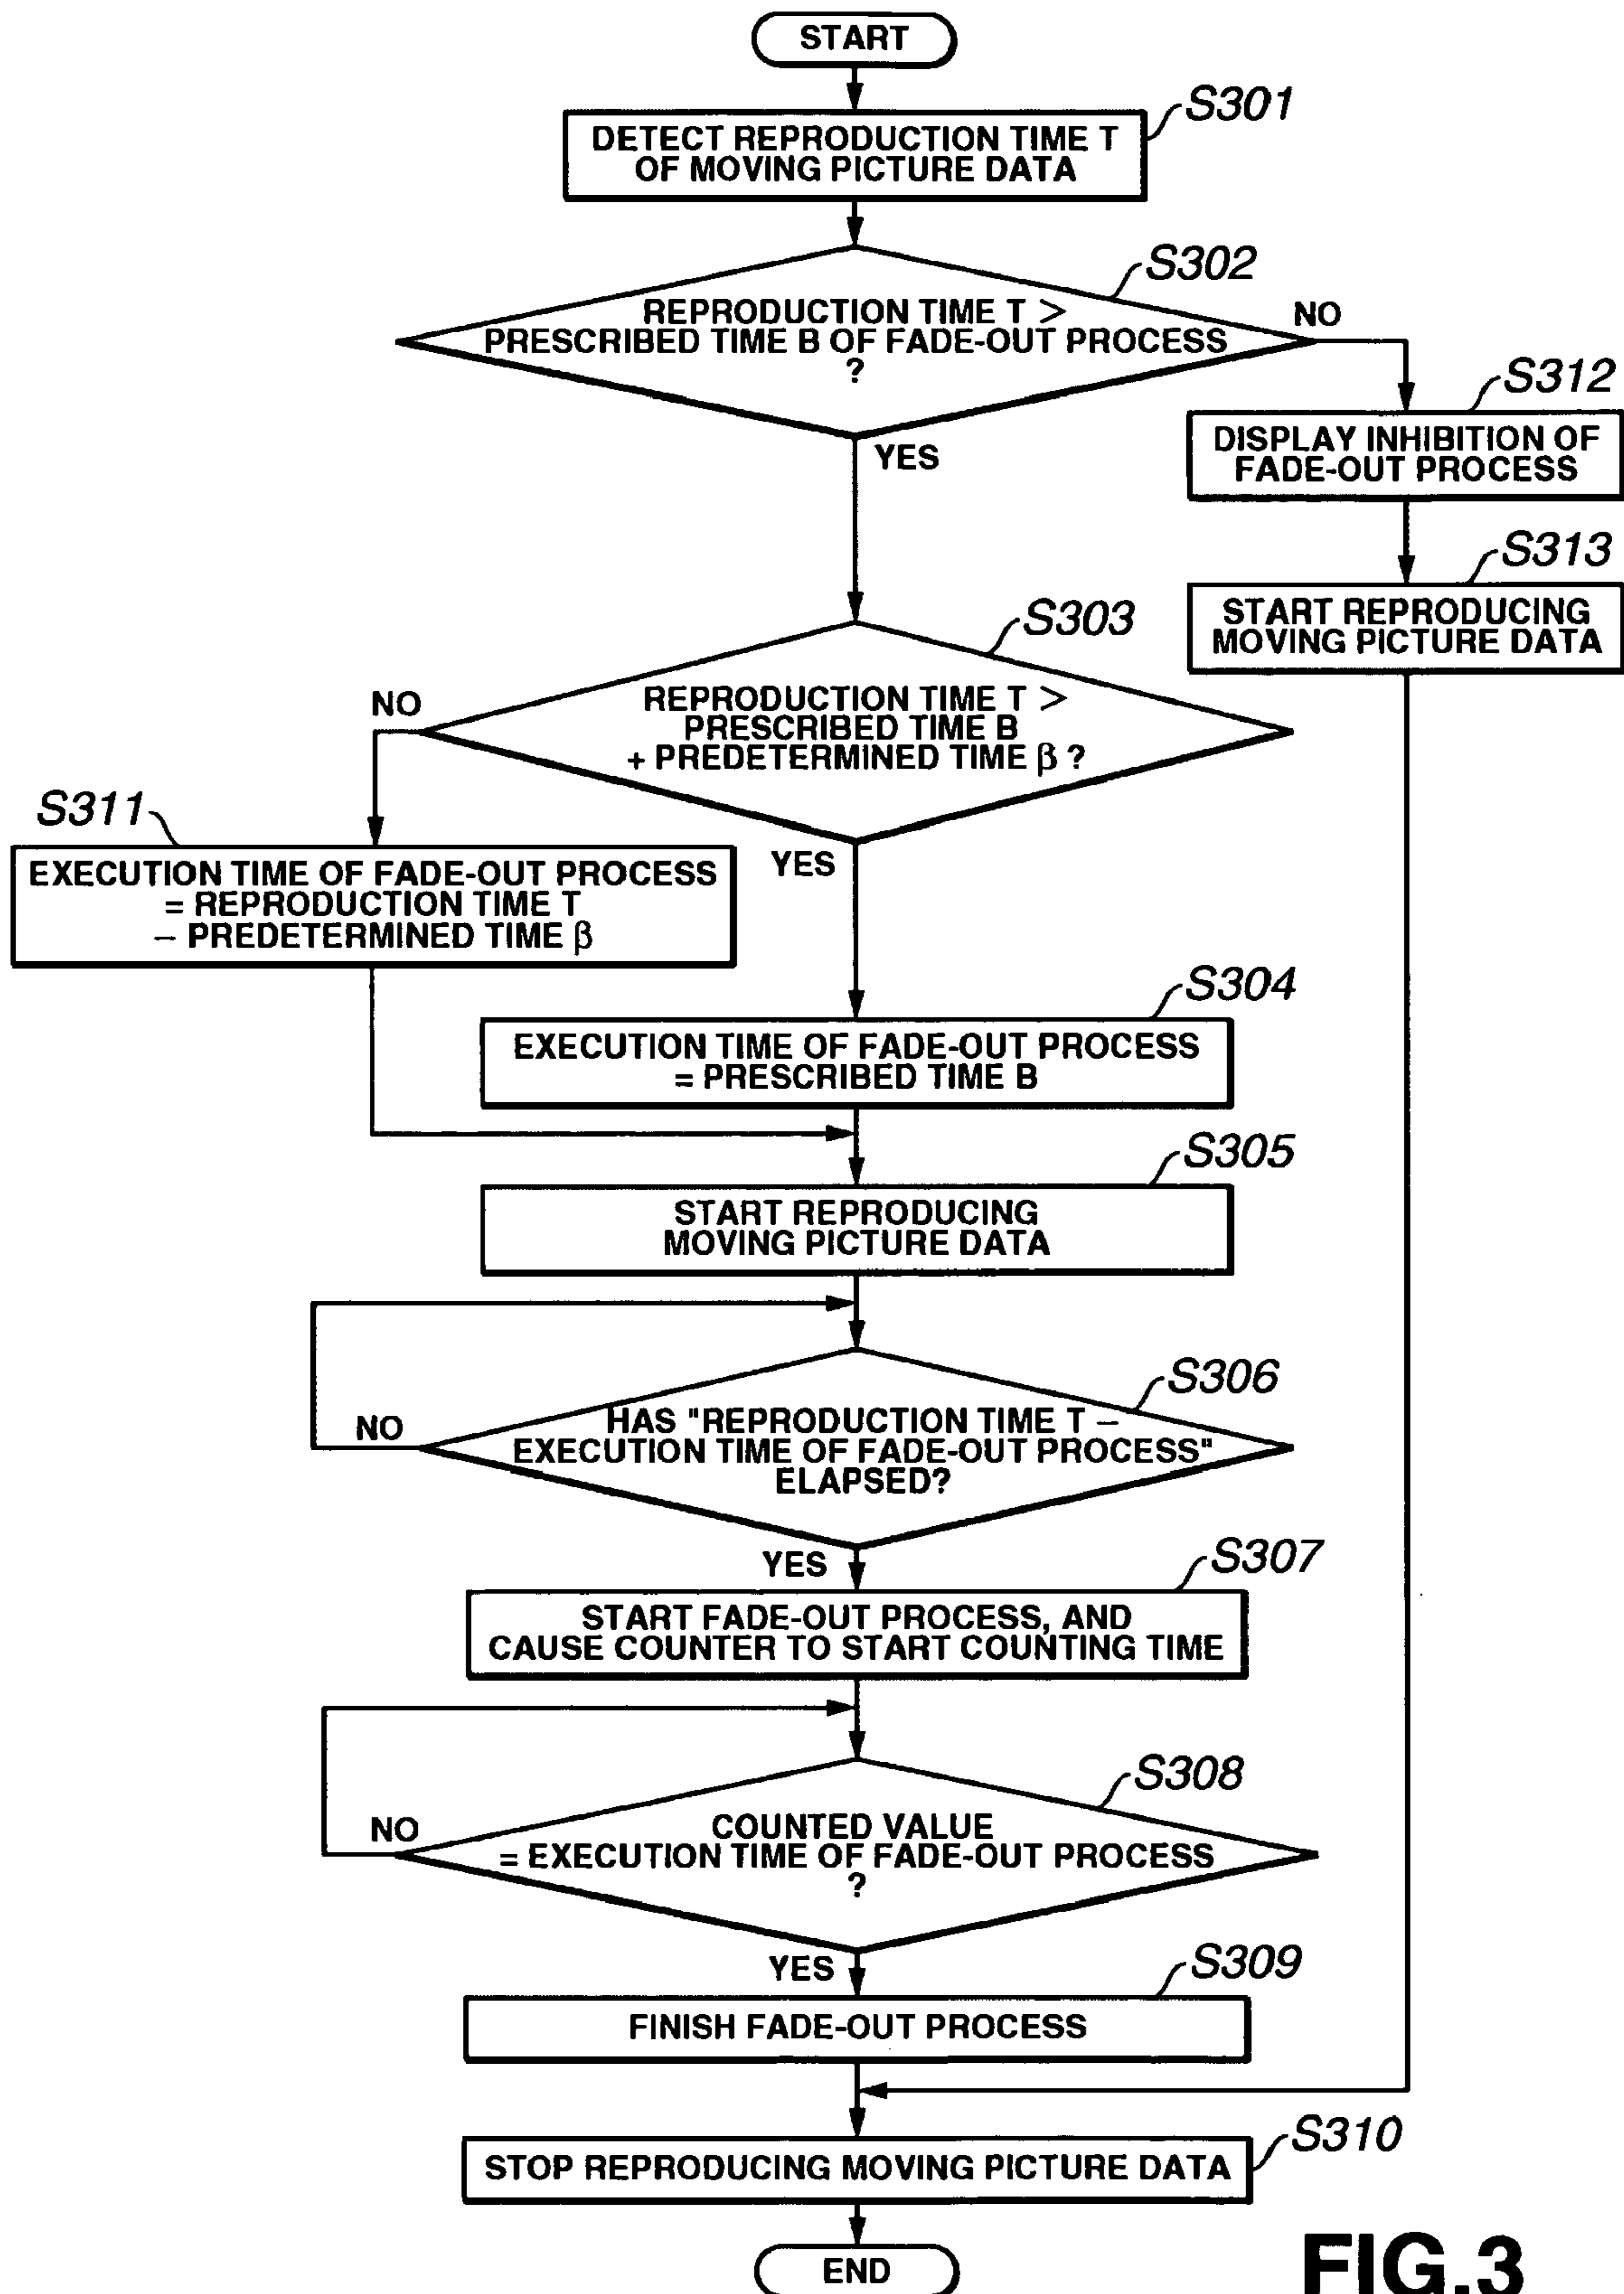 START
S301
DETECT REPRODUCTION TIME T
OF MOVING PICTURE DATA
S302
REPRODUCTION TIME T >
PRESCRIBED TIME B OF FADE-OUT PROCESS
?
NO
YES
S312
DISPLAY INHIBITION OF
FADE-OUT PROCESS
S313
START REPRODUCING
MOVING PICTURE DATA
S303
REPRODUCTION TIME T >
PRESCRIBED TIME B
+ PREDETERMINED TIME β ?
NO
YES
S311
EXECUTION TIME OF FADE-OUT PROCESS
= REPRODUCTION TIME T
– PREDETERMINED TIME β
S304
EXECUTION TIME OF FADE-OUT PROCESS
= PRESCRIBED TIME B
S305
START REPRODUCING
MOVING PICTURE DATA
S306
HAS "REPRODUCTION TIME T –
EXECUTION TIME OF FADE-OUT PROCESS"
ELAPSED?
NO
YES
S307
START FADE-OUT PROCESS, AND
CAUSE COUNTER TO START COUNTING TIME
S308
COUNTED VALUE
= EXECUTION TIME OF FADE-OUT PROCESS
?
NO
YES
S309
FINISH FADE-OUT PROCESS
S310
STOP REPRODUCING MOVING PICTURE DATA
END
FIG.3